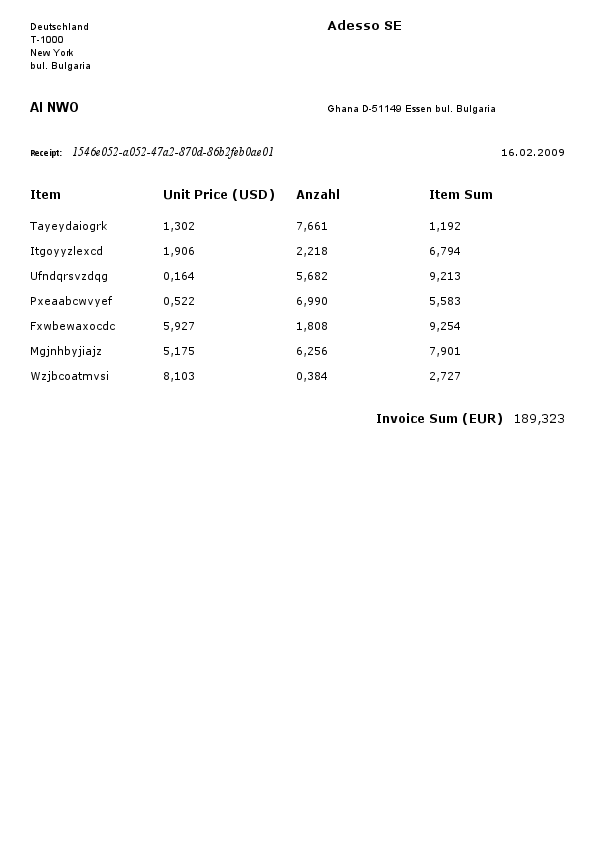 Deutschland
T-1000
New York
bul. Bulgaria
Adesso SE
AI NWO
Ghana D-51149 Essen bul. Bulgaria
Receipt: 1546e052-a052-47a2-870d-86b2feb0ae01 16.02.2009
Item Unit Price (USD) Anzahl Item Sum
Tayeydaiogrk 1,302 7,661 1,192
Itgoyyzlexcd 1,906 2,218 6,794
Ufndqrsvzdqg 0,164 5,682 9,213
Pxeaabcwvyef 0,522 6,990 5,583
Fxwbewaxocdc 5,927 1,808 9,254
Mgjnhbyjiajz 5,175 6,256 7,901
Wzjbcoatmvsi 8,103 0,384 2,727
Invoice Sum (EUR) 189,323